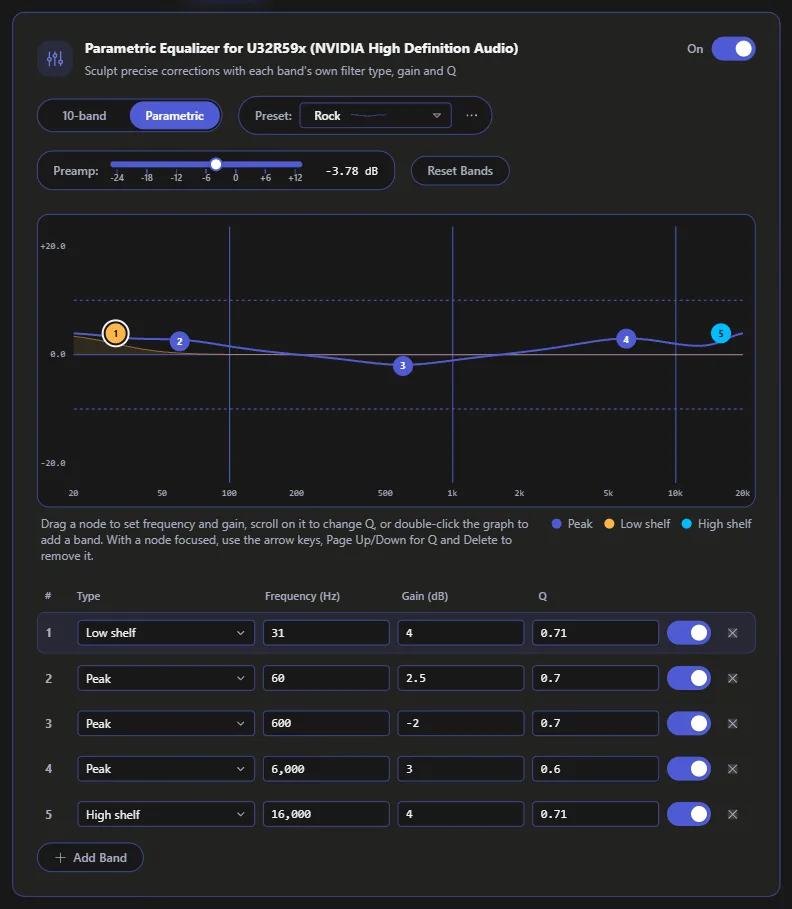 Parametric Equalizer for U32R59x (NVIDIA High Definition Audio)
Sculpt precise corrections with each band's own filter type, gain and Q
On
10-band
Parametric
Preset:
Rock
...
Preamp:
-24 -18 -12 -6 0 +6 +12
-3.78 dB
Reset Bands
+20.0
0.0
-20.0
1
2
3
4
5
20 50 100 200 500 1k 2k 5k 10k 20k
Drag a node to set frequency and gain, scroll on it to change Q, or double-click the graph to
add a band. With a node focused, use the arrow keys, Page Up/Down for Q and Delete to
remove it.
Peak Low shelf High shelf
# Type Frequency (Hz) Gain (dB) Q
1 Low shelf 31 4 0.71
2 Peak 60 2.5 0.7
3 Peak 600 -2 0.7
4 Peak 6,000 3 0.6
5 High shelf 16,000 4 0.71
+ Add Band